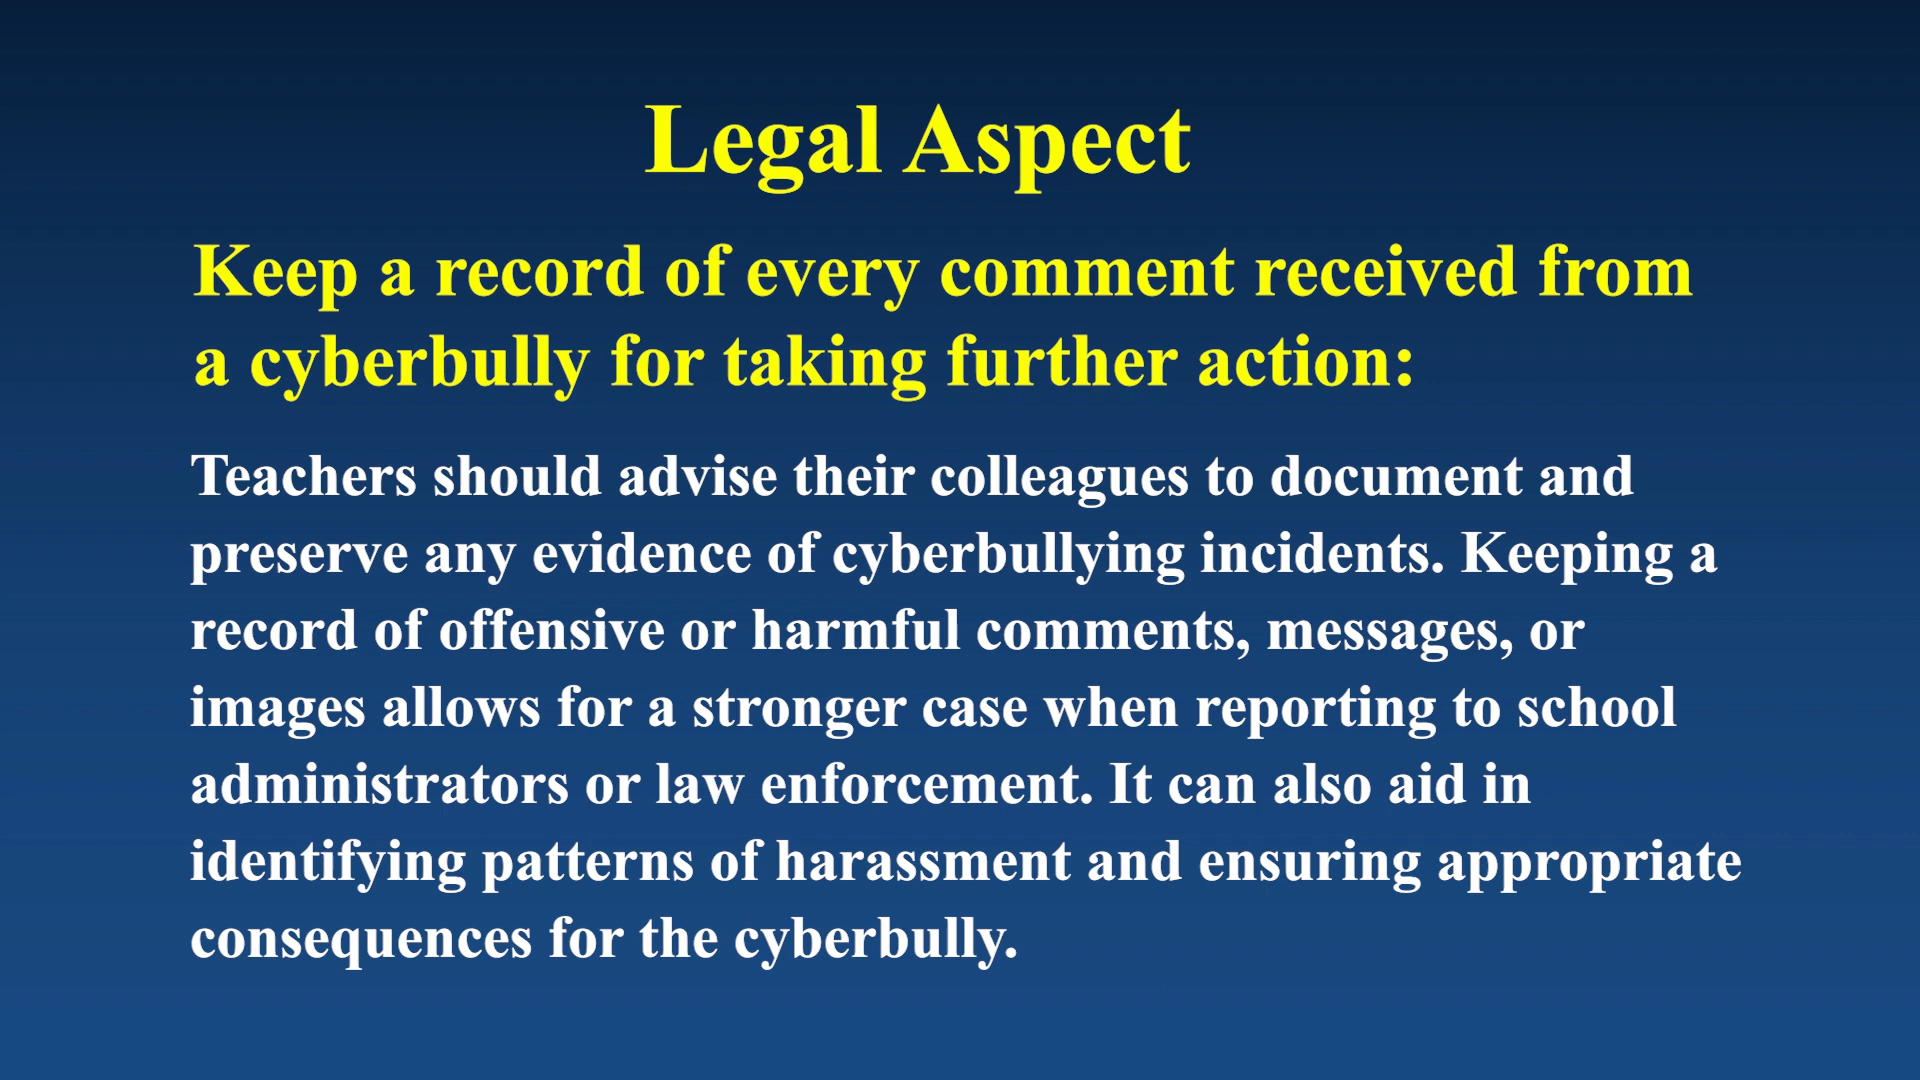 Legal Aspect
Keep a record of every comment received from
a cyberbully for taking further action:
Teachers should advise their colleagues to document and
preserve any evidence of cyberbullying incidents. Keeping a
record of offensive or harmful comments, messages, or
images allows for a stronger case when reporting to school
administrators or law enforcement. It can also aid in
identifying patterns of harassment and ensuring appropriate
consequences for the cyberbully.